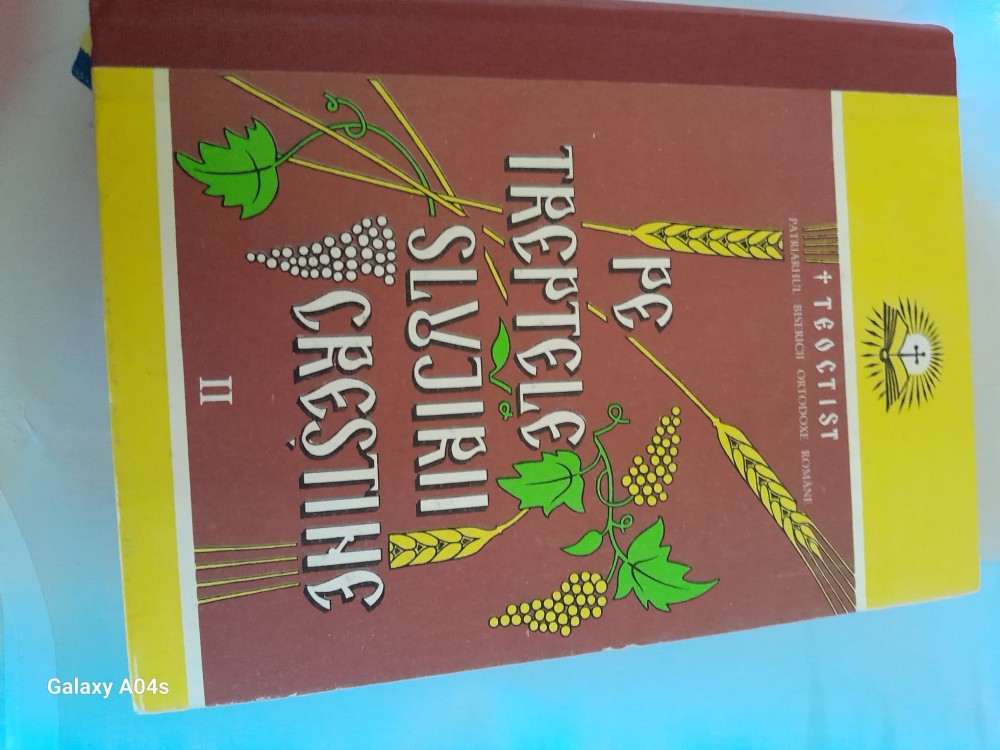 † TEOCTIST
PATRIARHUL BISERICII ORTODOXE ROMÂNE
PE
TREPTELE
SLUJIRII
CREȘTINE
II
Galaxy A04s